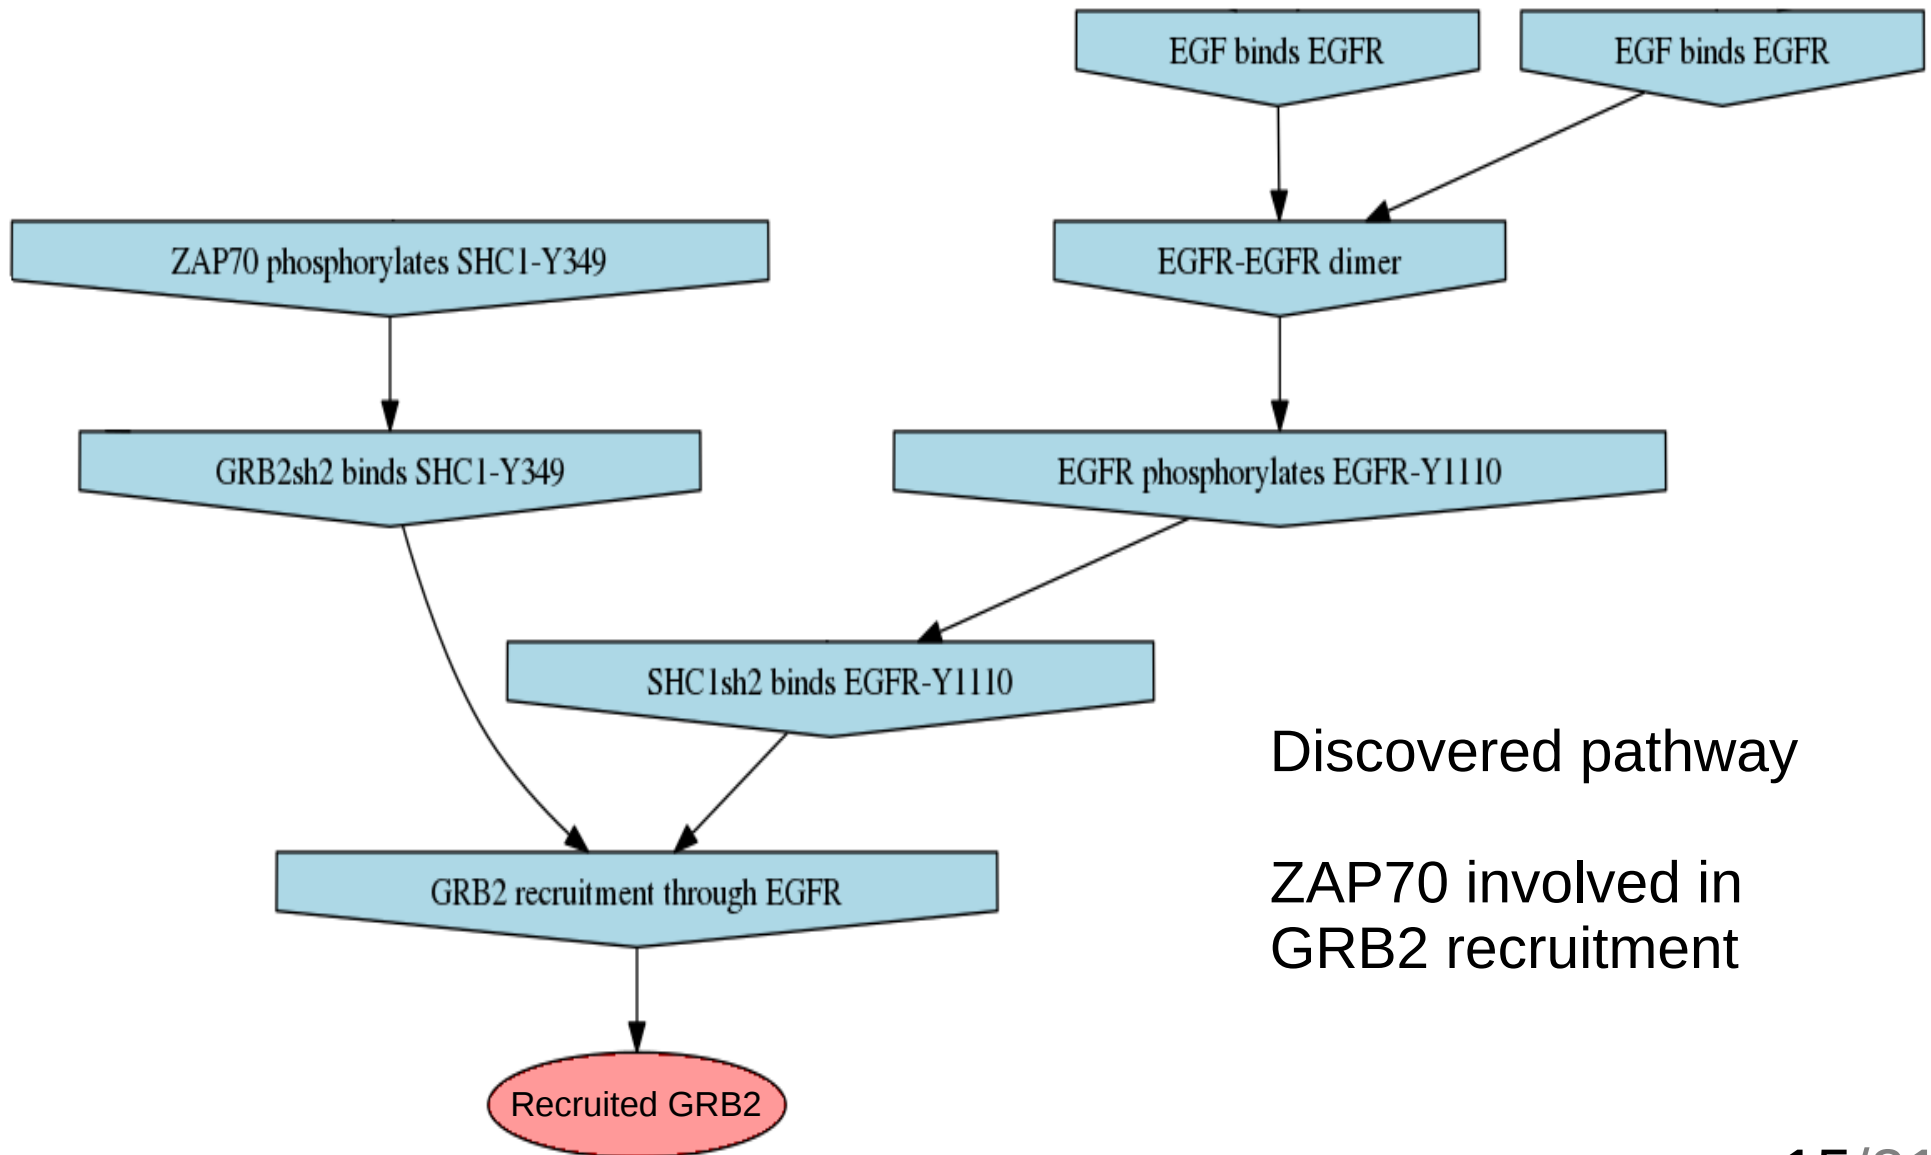 EGF binds EGFR
EGF binds EGFR
ZAP70 phosphorylates SHC1-Y349
EGFR-EGFR dimer
GRB2sh2 binds SHC1-Y349
EGFR phosphorylates EGFR-Y1110
SHC1sh2 binds EGFR-Y1110
Discovered pathway
ZAP70 involved in
GRB2 recruitment
GRB2 recruitment through EGFR
Recruited GRB2